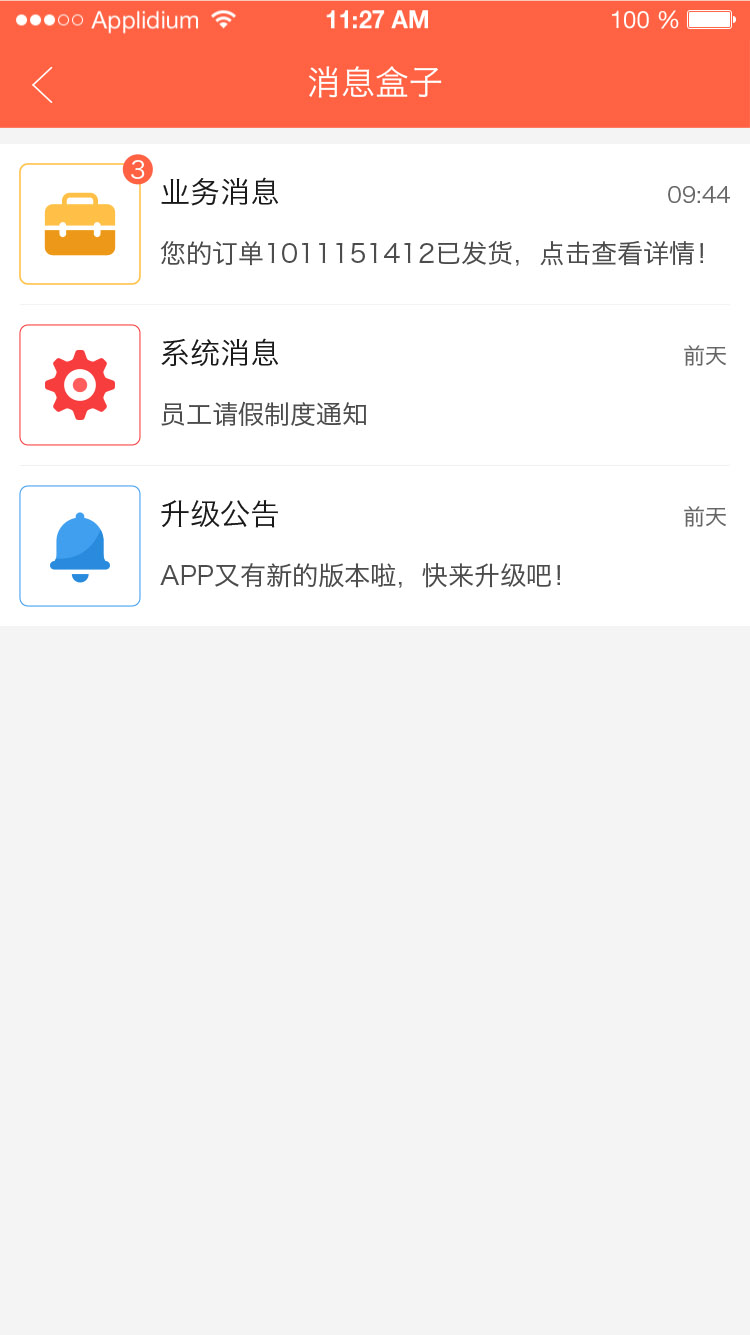 Applidium 11:27 AM 100 %
消息盒子
3
业务消息 09:44
您的订单1011151412已发货，点击查看详情！
系统消息 前天
员工请假制度通知
升级公告 前天
APP又有新的版本啦，快来升级吧！